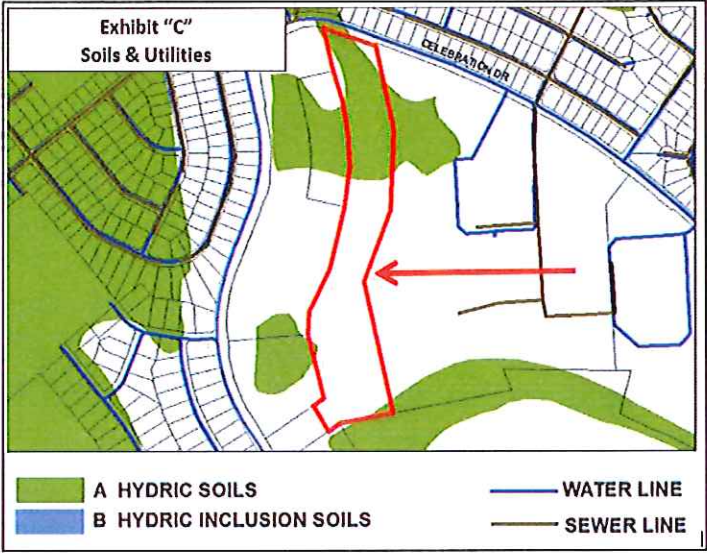 Exhibit "C"
Soils & Utilities
CELEBRATION DR
A HYDRIC SOILS
B HYDRIC INCLUSION SOILS
WATER LINE
SEWER LINE